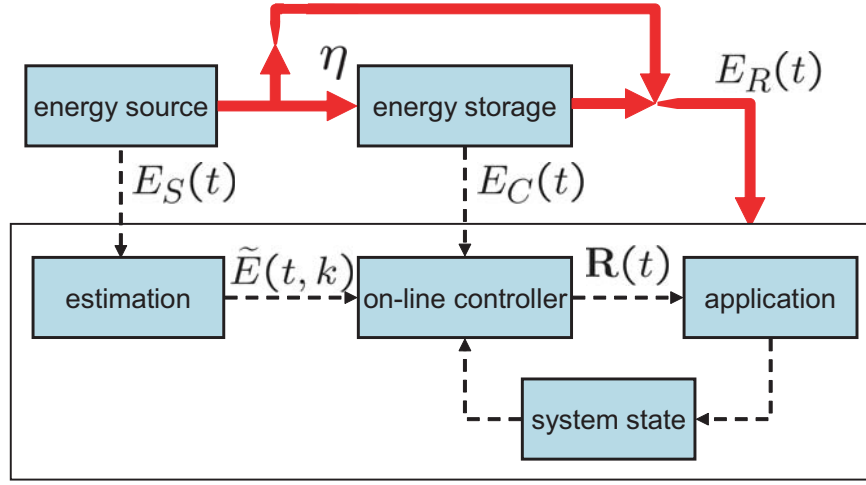 η
E_R(t)
energy source
energy storage
E_S(t)
E_C(t)
Ẽ(t, k)
R(t)
estimation
on-line controller
application
system state